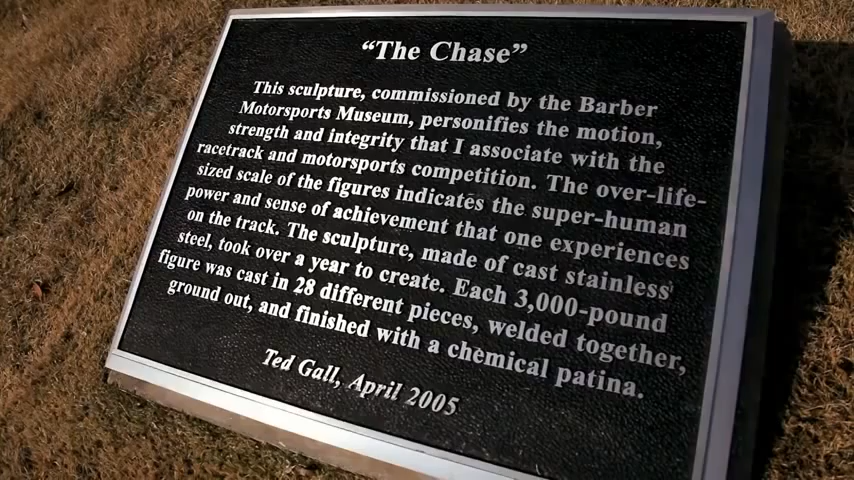 “The Chase”
This sculpture, commissioned by the Barber
Motorsports Museum, personifies the motion,
strength and integrity that I associate with the
racetrack and motorsports competition. The over-life-
sized scale of the figures indicates the super-human
power and sense of achievement that one experiences
on the track. The sculpture, made of cast stainless
steel, took over a year to create. Each 3,000-pound
figure was cast in 28 different pieces, welded together,
ground out, and finished with a chemical patina.
Ted Gall, April 2005